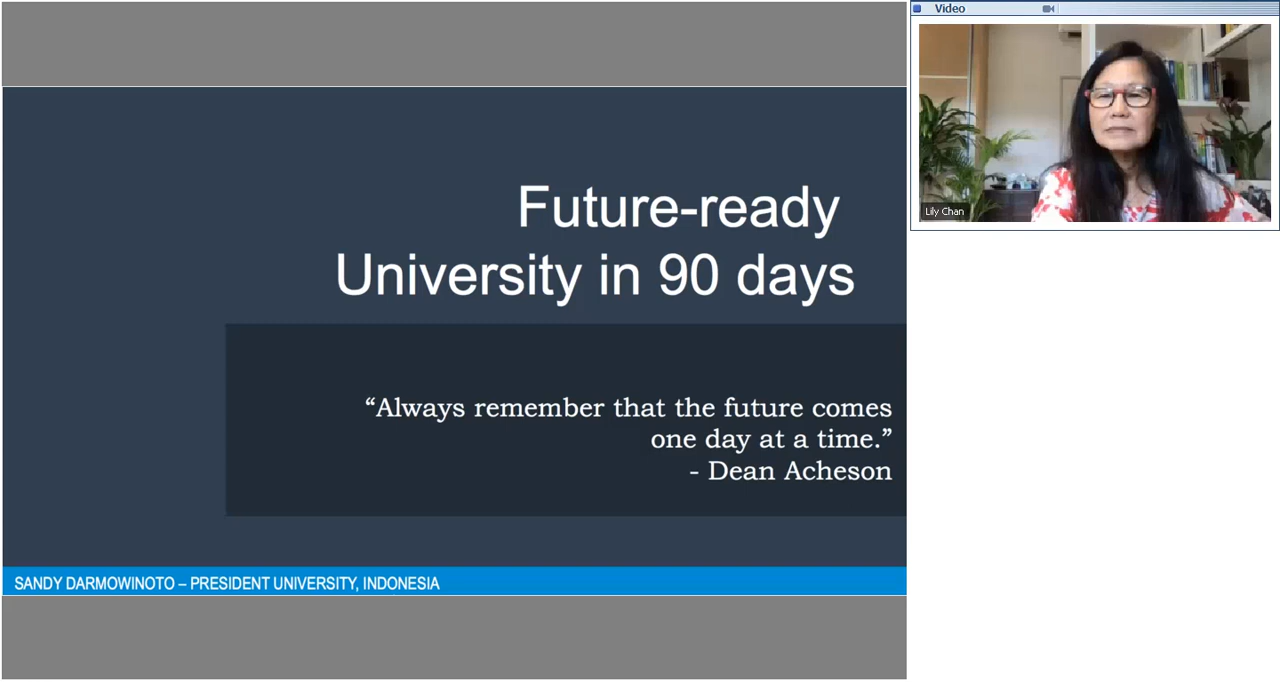 Future-ready
University in 90 days
“Always remember that the future comes
one day at a time.”
- Dean Acheson
SANDY DARMOWINOTO – PRESIDENT UNIVERSITY, INDONESIA
Video
Lily Chan